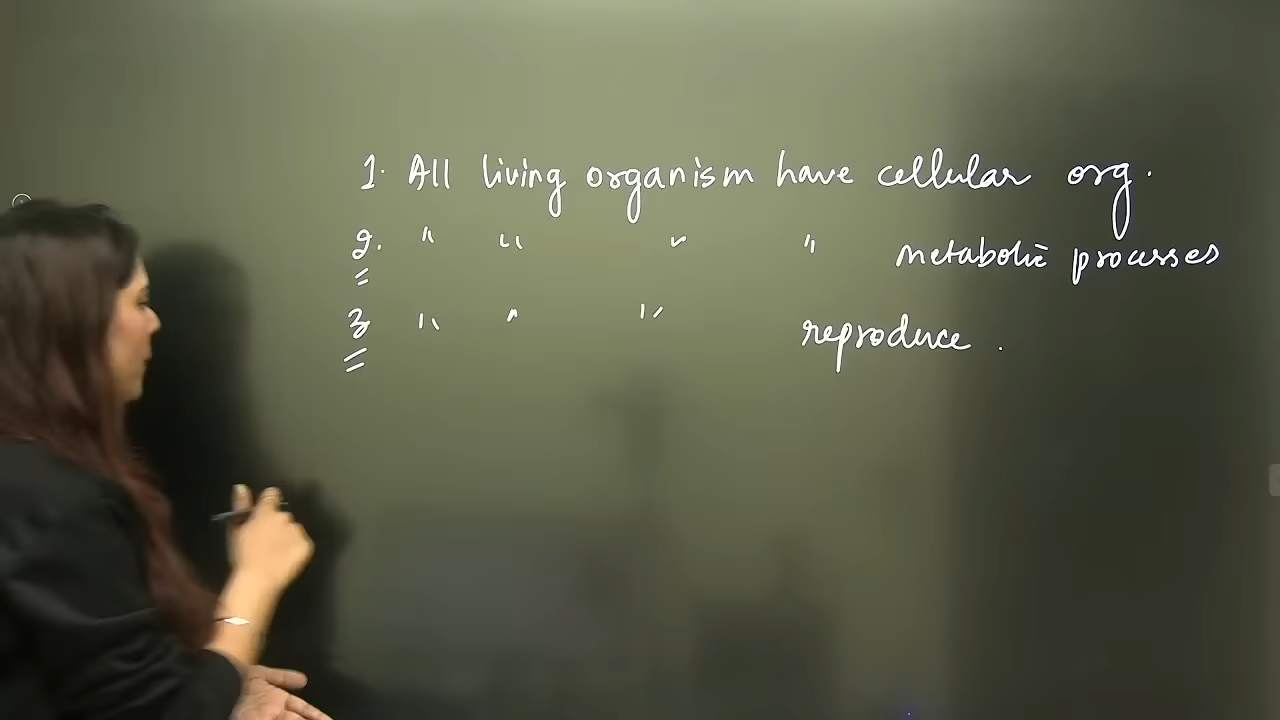 1. All living organism have cellular org.
2. " " " " metabolic processes
3 " " " reproduce.